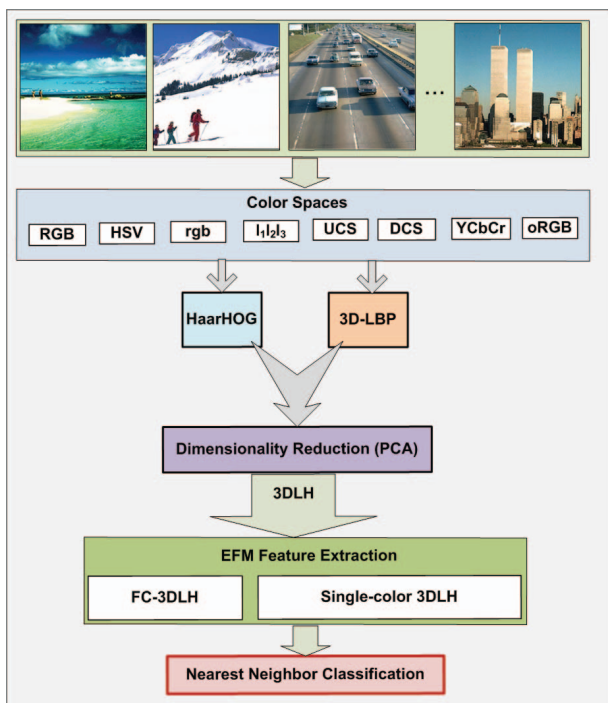 ...
Color Spaces
RGB HSV rgb I₁I₂I₃ UCS DCS YCbCr oRGB
HaarHOG 3D-LBP
Dimensionality Reduction (PCA)
3DLH
EFM Feature Extraction
FC-3DLH Single-color 3DLH
Nearest Neighbor Classification